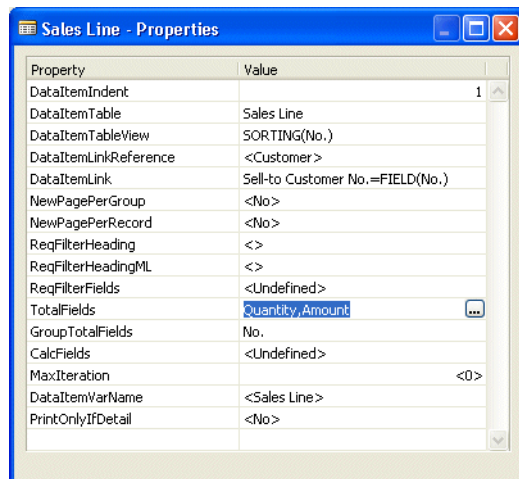 Sales Line - Properties
Property Value
DataItemIndent 1
DataItemTable Sales Line
DataItemTableView SORTING(No.)
DataItemLinkReference <Customer>
DataItemLink Sell-to Customer No.=FIELD(No.)
NewPagePerGroup <No>
NewPagePerRecord <No>
ReqFilterHeading <>
ReqFilterHeadingML <>
ReqFilterFields <Undefined>
TotalFields Quantity,Amount ...
GroupTotalFields No.
CalcFields <Undefined>
MaxIteration <0>
DataItemVarName <Sales Line>
PrintOnlyIfDetail <No>